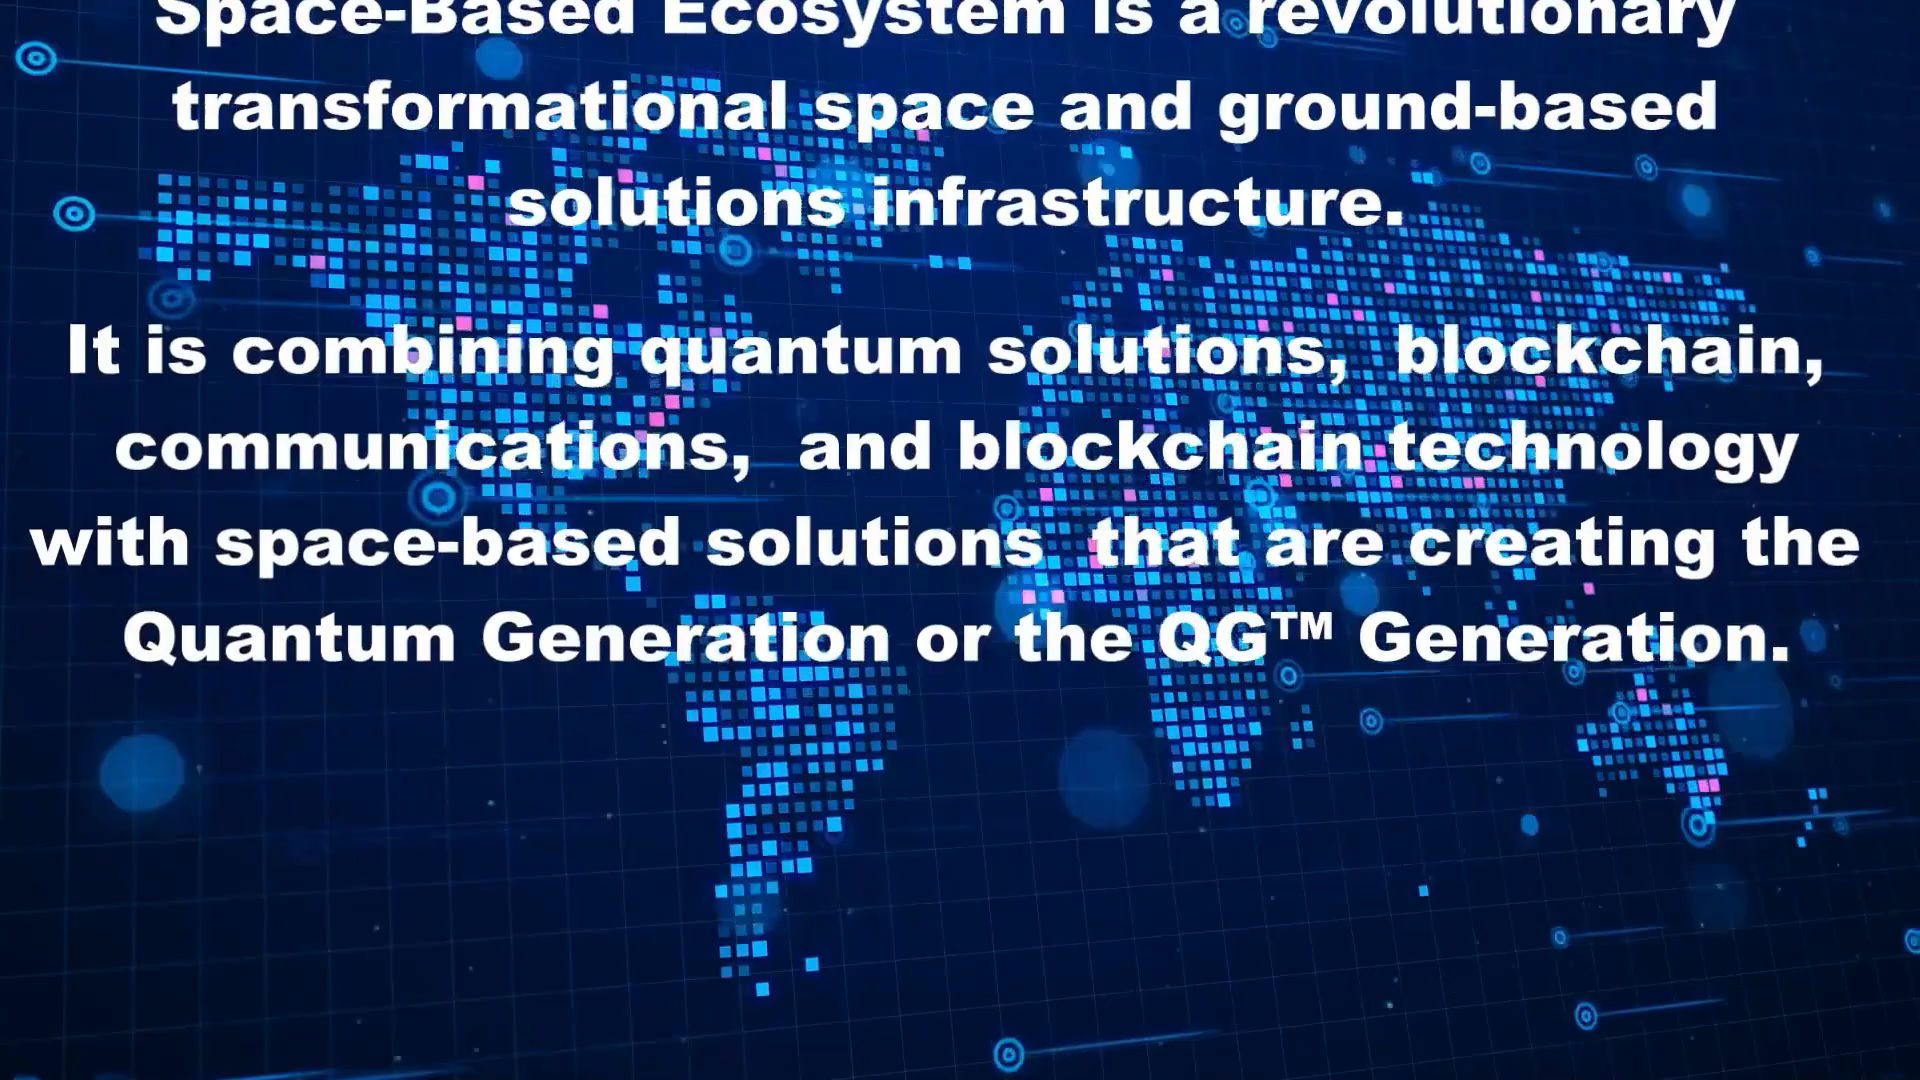 Space-Based Ecosystem is a revolutionary
transformational space and ground-based
solutions infrastructure.
It is combining quantum solutions, blockchain,
communications, and blockchain technology
with space-based solutions that are creating the
Quantum Generation or the QG™ Generation.